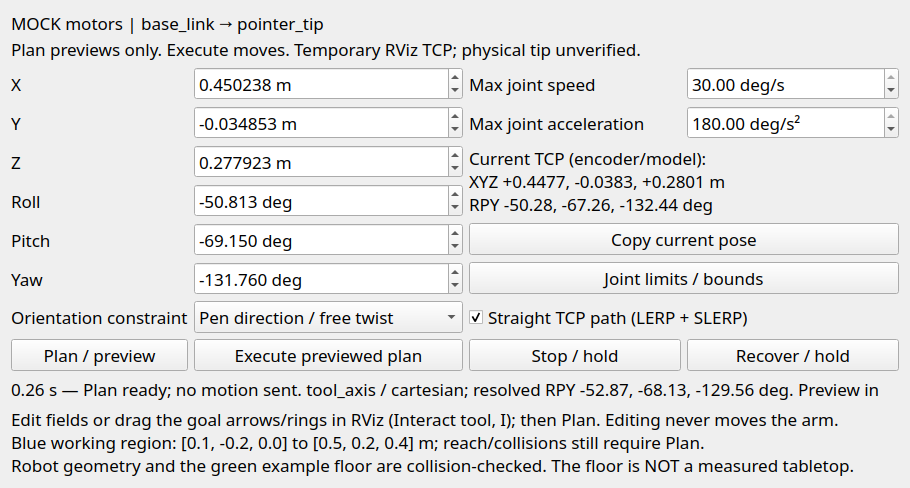 MOCK motors | base_link → pointer_tip
Plan previews only. Execute moves. Temporary RViz TCP; physical tip unverified.
X 0.450238 m Max joint speed 30.00 deg/s
Y -0.034853 m Max joint acceleration 180.00 deg/s²
Z 0.277923 m Current TCP (encoder/model):
XYZ +0.4477, -0.0383, +0.2801 m
Roll -50.813 deg RPY -50.28, -67.26, -132.44 deg
Pitch -69.150 deg Copy current pose
Yaw -131.760 deg Joint limits / bounds
Orientation constraint Pen direction / free twist Straight TCP path (LERP + SLERP)
Plan / preview Execute previewed plan Stop / hold Recover / hold
0.26 s — Plan ready; no motion sent. tool_axis / cartesian; resolved RPY -52.87, -68.13, -129.56 deg. Preview in
Edit fields or drag the goal arrows/rings in RViz (Interact tool, I); then Plan. Editing never moves the arm.
Blue working region: [0.1, -0.2, 0.0] to [0.5, 0.2, 0.4] m; reach/collisions still require Plan.
Robot geometry and the green example floor are collision-checked. The floor is NOT a measured tabletop.